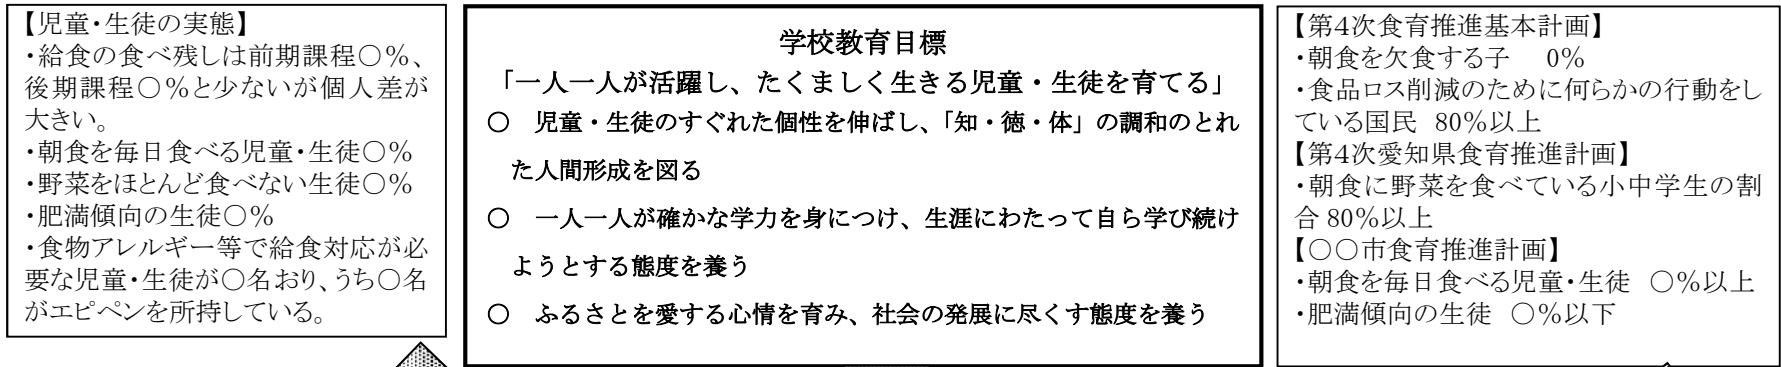 【児童・生徒の実態】
・給食の食べ残しは前期課程〇％、
後期課程〇％と少ないが個人差が
大きい。
・朝食を毎日食べる児童・生徒〇％
・野菜をほとんど食べない生徒〇％
・肥満傾向の生徒〇％
・食物アレルギー等で給食対応が必
要な児童・生徒が〇名おり、うち〇名
がエピペンを所持している。
学校教育目標
「一人一人が活躍し、たくましく生きる児童・生徒を育てる」
○　児童・生徒のすぐれた個性を伸ばし、「知・徳・体」の調和のとれ
た人間形成を図る
○　一人一人が確かな学力を身につけ、生涯にわたって自ら学び続け
ようとする態度を養う
○　ふるさとを愛する心情を育み、社会の発展に尽くす態度を養う
【第４次食育推進基本計画】
・朝食を欠食する子　0％
・食品ロス削減のために何らかの行動をし
ている国民 80％以上
【第４次愛知県食育推進計画】
・朝食に野菜を食べている小中学生の割
合 80％以上
【〇〇市食育推進計画】
・朝食を毎日食べる児童・生徒　〇％以上
・肥満傾向の生徒　〇％以下